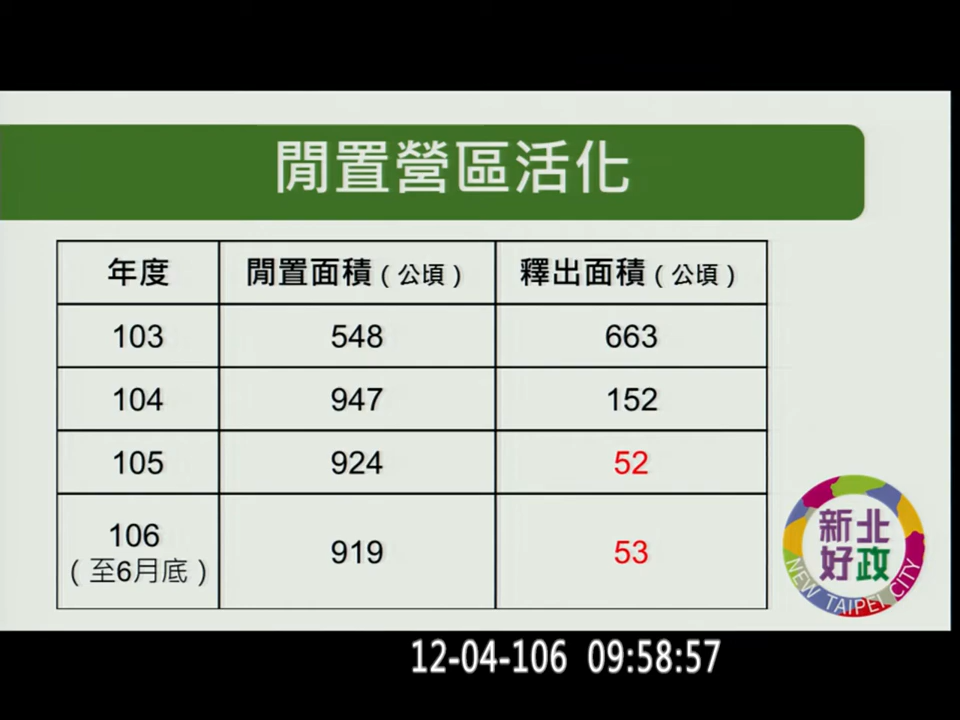 閒置營區活化
年度 閒置面積（公頃） 釋出面積（公頃）
103 548 663
104 947 152
105 924 52
106
（至6月底） 919 53
新北
好政
NEW TAIPEI CITY
12-04-106 09:58:57